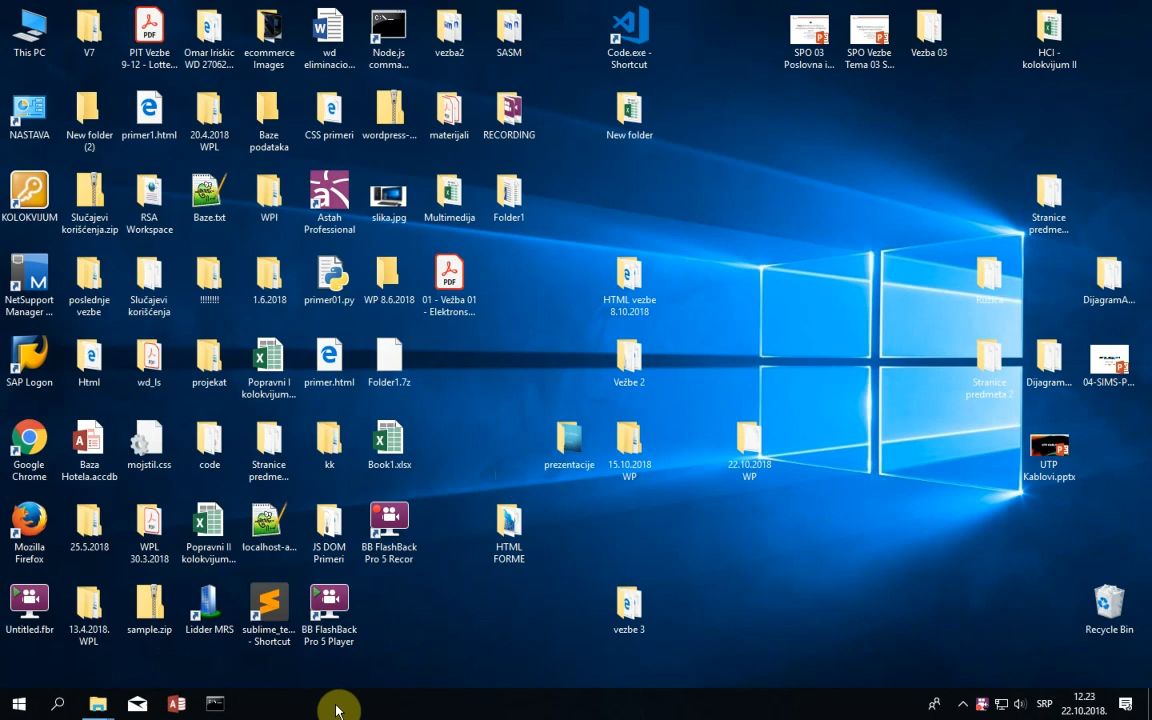 This PC
V7
PIT Vezbe
9-12 - Lotte...
Omar Iriskic
WD 27062...
ecommerce
Images
wd
eliminacio...
Node.js
comma...
vezba2
SASM
Code.exe -
Shortcut
SPO 03
Poslovna i...
SPO Vezbe
Tema 03 S...
Vezba 03
HCI -
kolokvijum II
NASTAVA
New folder
(2)
primer1.html
20.4.2018
WPL
Baze
podataka
CSS primeri
wordpress-...
materijali
RECORDING
New folder
KOLOKVIJUM
Slučajevi
korišćenja.zip
RSA
Workspace
Baze.txt
WPI
Astah
Professional
slika.jpg
Multimedija
Folder1
Stranice
predme...
NetSupport
Manager ...
poslednje
vezbe
Slučajevi
korišćenja
!!!!!!!!
1.6.2018
primer01.py
WP 8.6.2018
01 - Vežba 01
- Elektrons...
HTML vezbe
8.10.2018
DijagramA...
SAP Logon
Html
wd_ls
projekat
Popravni I
kolokvijum...
primer.html
Folder1.7z
Vežbe 2
Stranice
predmeta 2
Dijagram...
04-SIMS-P...
Google
Chrome
Baza
Hotela.accdb
mojstil.css
code
Stranice
predme...
kk
Book1.xlsx
prezentacije
15.10.2018
WP
22.10.2018
WP
UTP
Kablovi.pptx
Mozilla
Firefox
25.5.2018
WPL
30.3.2018
Popravni II
kolokvijum...
localhost-a...
JS DOM
Primeri
BB FlashBack
Pro 5 Recor
HTML
FORME
Untitled.fbr
13.4.2018.
WPL
sample.zip
Lidder MRS
sublime_te...
- Shortcut
BB FlashBack
Pro 5 Player
vezbe 3
Recycle Bin
SRP
12.23
22.10.2018.